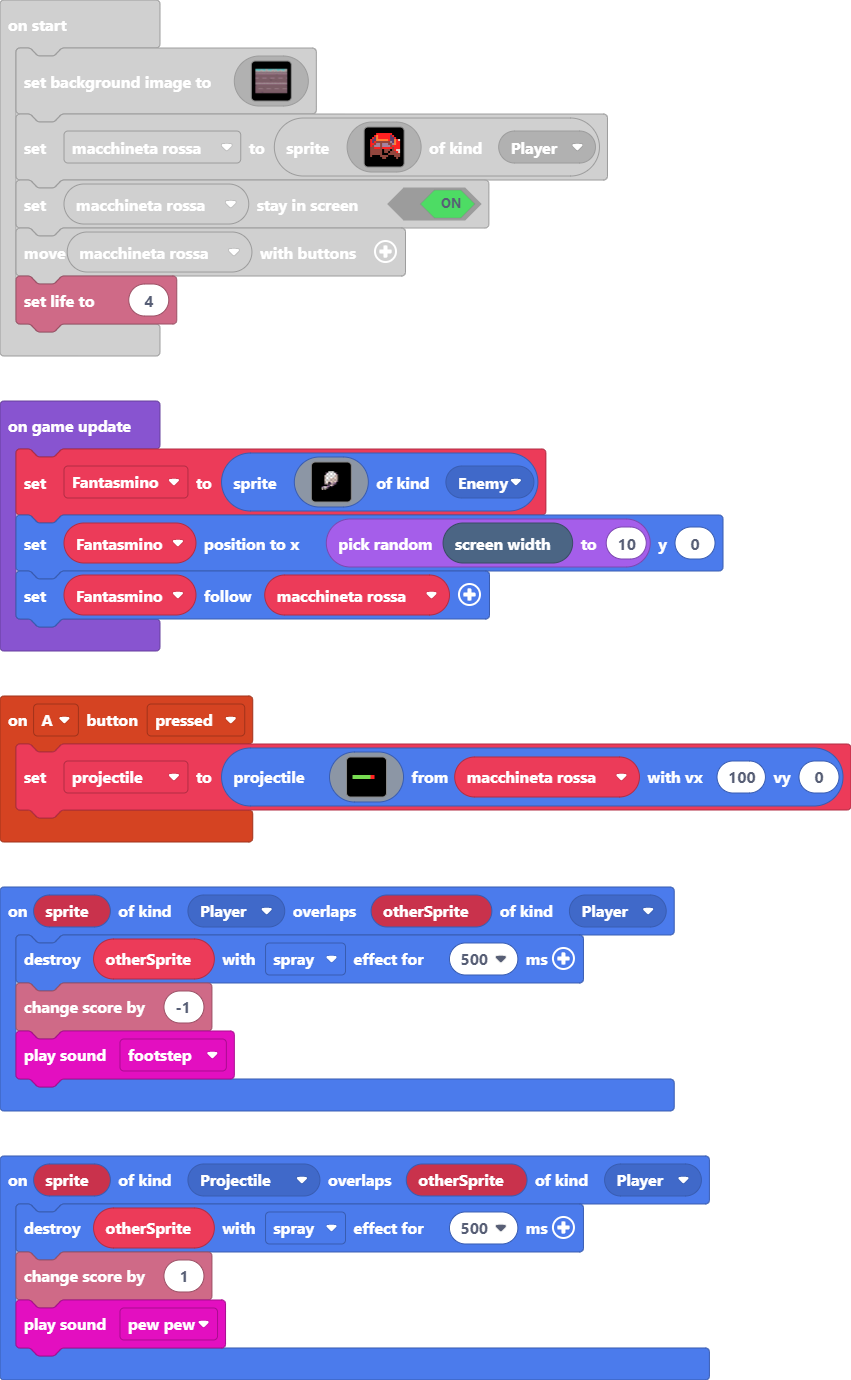 on start
set background image to
set macchineta rossa to sprite of kind Player
set macchineta rossa stay in screen ON
move macchineta rossa with buttons
set life to 4
on game update
set Fantasmino to sprite of kind Enemy
set Fantasmino position to x pick random screen width to 10 y 0
set Fantasmino follow macchineta rossa
on A button pressed
set projectile to projectile from macchineta rossa with vx 100 vy 0
on sprite of kind Player overlaps otherSprite of kind Player
destroy otherSprite with spray effect for 500 ms
change score by -1
play sound footstep
on sprite of kind Projectile overlaps otherSprite of kind Player
destroy otherSprite with spray effect for 500 ms
change score by 1
play sound pew pew